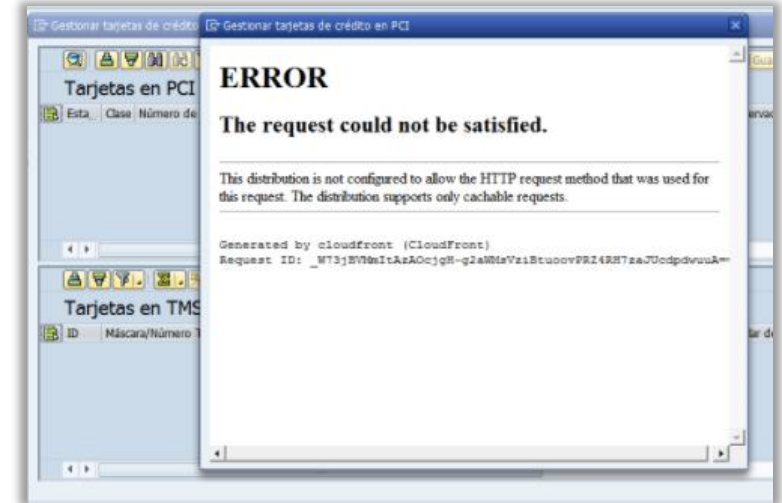 Gestionar tarjetas de crédito
Gestionar tarjetas de crédito en PCI
Tarjetas en PCI
Clase Número de
ERROR
The request could not be satisfied.
This distribution is not configured to allow the HTTP request method that was used for
this request. The distribution supports only cachable requests.
Generated by cloudfront (CloudFront)
Request ID:
Tarjetas en TMS
ID Máscara/Número T